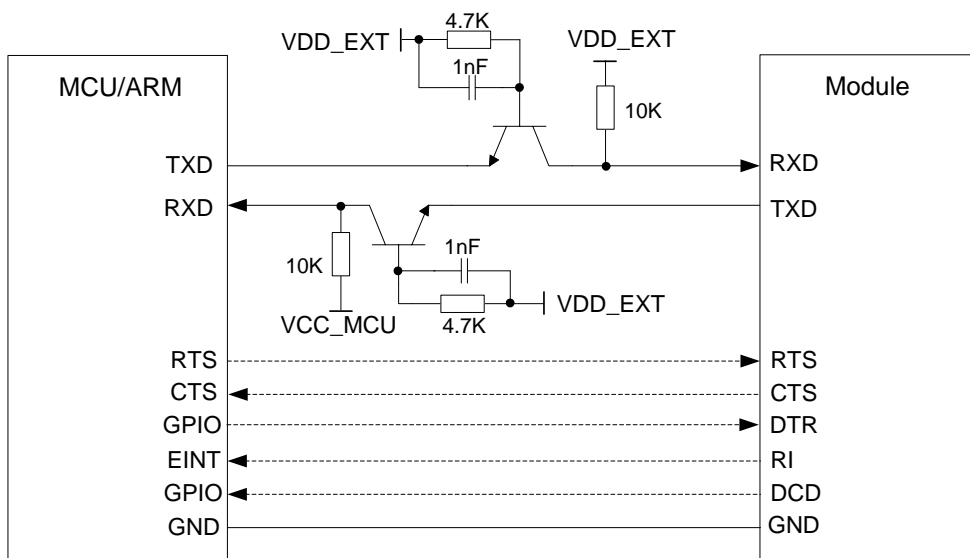 4.7K
VDD_EXT
VDD_EXT
1nF
MCU/ARM
Module
10K
TXD
RXD
RXD
TXD
1nF
10K
VDD_EXT
VCC_MCU
4.7K
RTS
RTS
CTS
CTS
GPIO
DTR
EINT
RI
GPIO
DCD
GND
GND